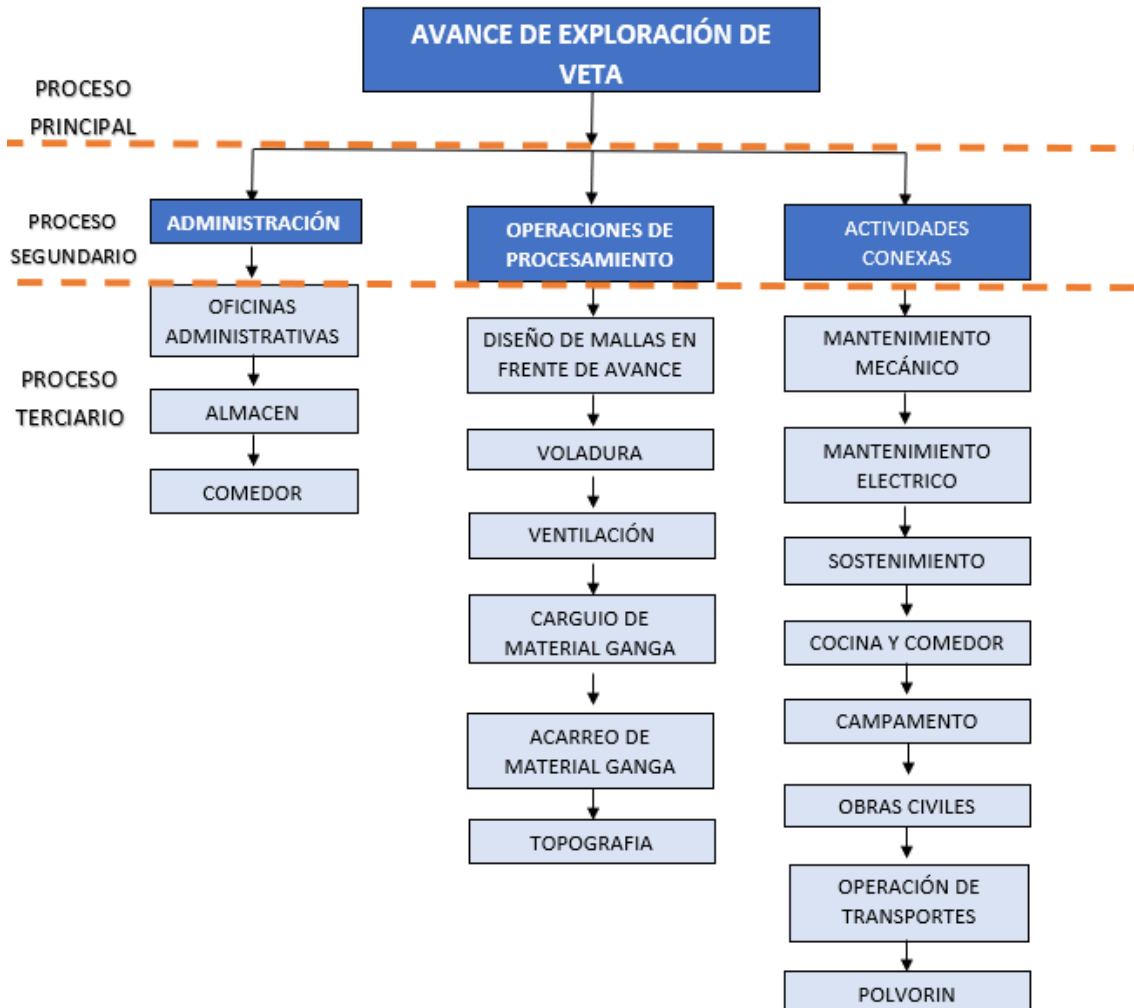 AVANCE DE EXPLORACIÓN DE
VETA
PROCESO
PRINCIPAL
PROCESO
SEGUNDARIO
ADMINISTRACIÓN
OPERACIONES DE
PROCESAMIENTO
ACTIVIDADES
CONEXAS
PROCESO
TERCIARIO
OFICINAS
ADMINISTRATIVAS
ALMACEN
COMEDOR
DISEÑO DE MALLAS EN
FRENTE DE AVANCE
VOLADURA
VENTILACIÓN
CARGUIO DE
MATERIAL GANGA
ACARREO DE
MATERIAL GANGA
TOPOGRAFIA
MANTENIMIENTO
MECÁNICO
MANTENIMIENTO
ELECTRICO
SOSTENIMIENTO
COCINA Y COMEDOR
CAMPAMENTO
OBRAS CIVILES
OPERACIÓN DE
TRANSPORTES
POLVORIN